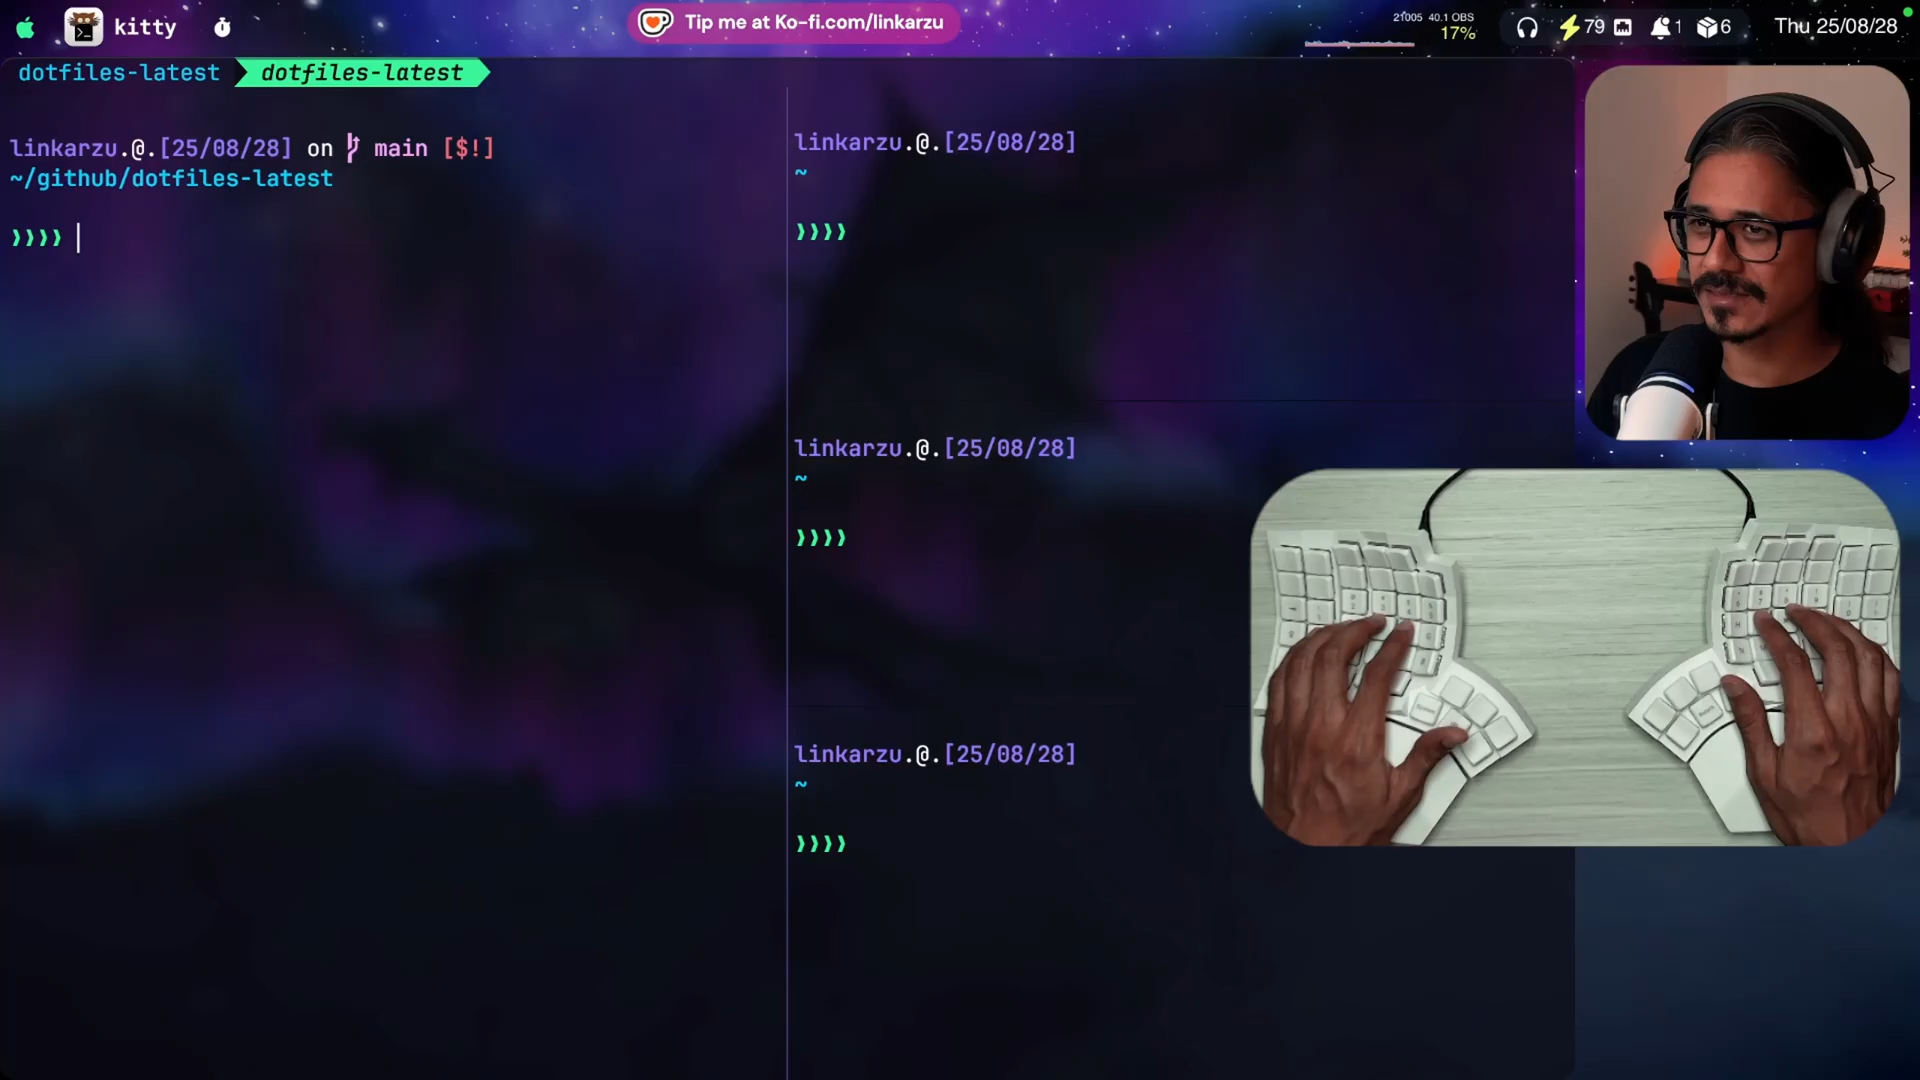 kitty
Tip me at Ko-fi.com/linkarzu
21005 40.1 OBS
17%
79
1
6
Thu 25/08/28
dotfiles-latest
dotfiles-latest
linkarzu.@.[25/08/28] on main [$!]
~/github/dotfiles-latest
❱❱❱❱
linkarzu.@.[25/08/28]
~
❱❱❱❱
linkarzu.@.[25/08/28]
~
❱❱❱❱
linkarzu.@.[25/08/28]
~
❱❱❱❱